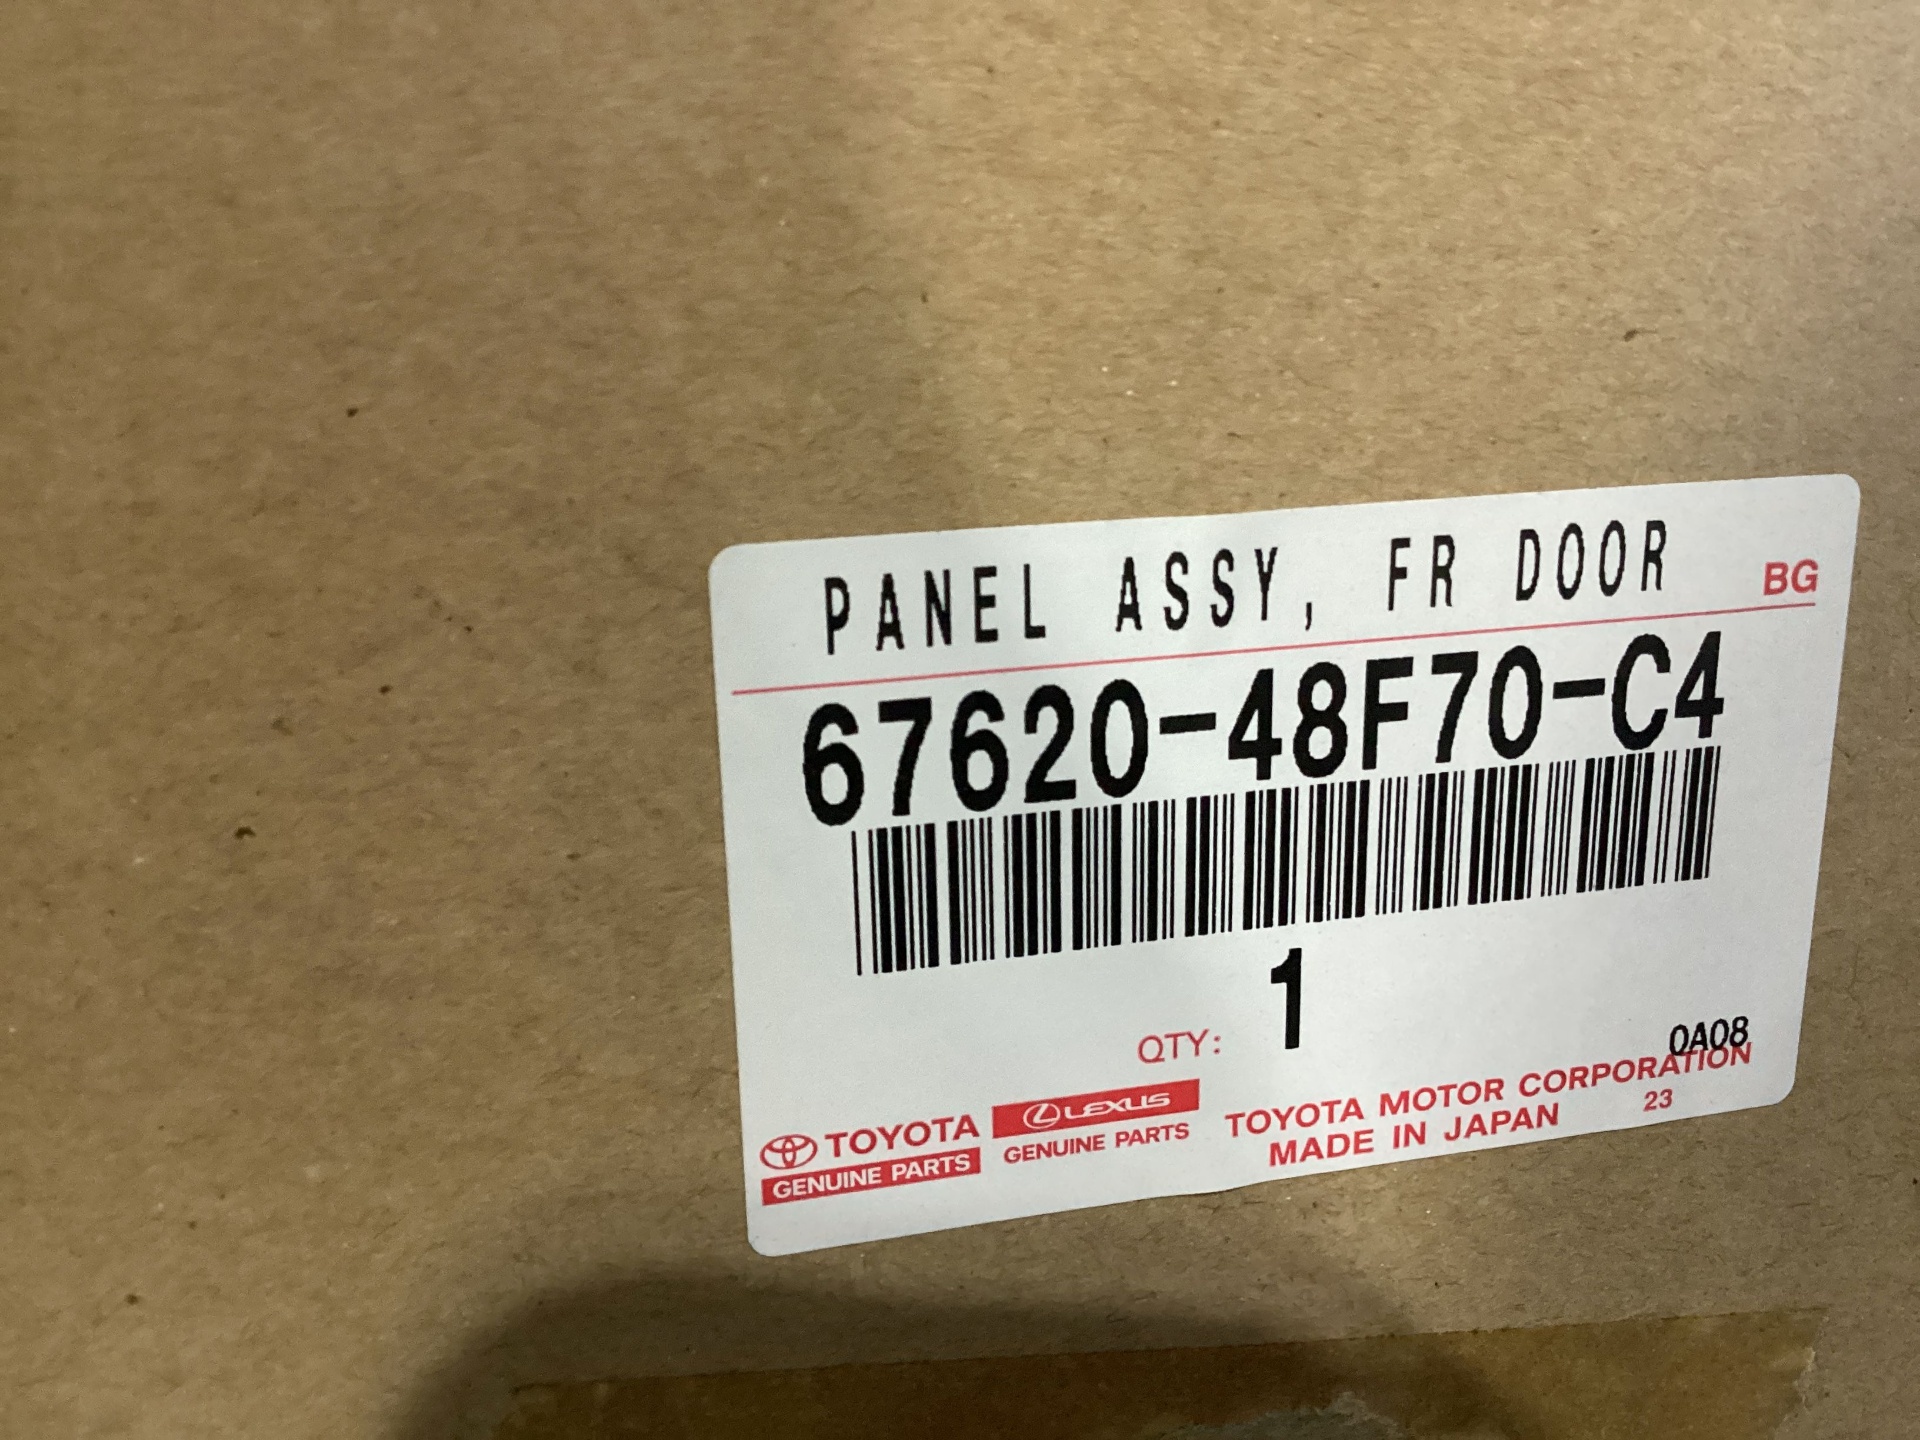 PANEL ASSY, FR DOOR BG
67620-48F70-C4
QTY: 1
0A08
TOYOTA LEXUS TOYOTA MOTOR CORPORATION
GENUINE PARTS GENUINE PARTS MADE IN JAPAN 23